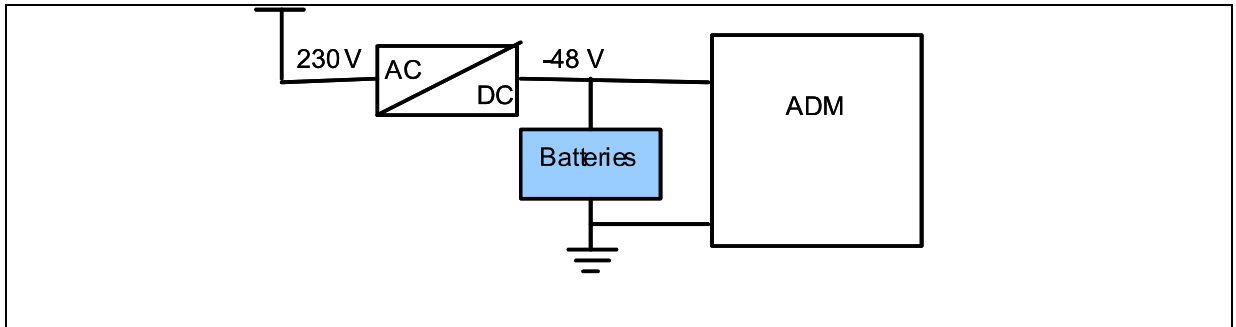 230 V
AC
DC
-48 V
Batteries
ADM